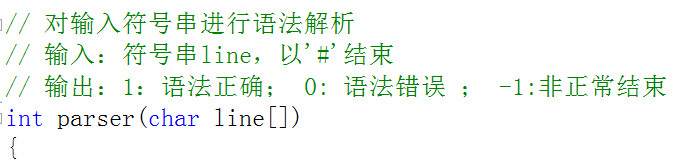 // 对输入符号串进行语法解析
// 输入：符号串line，以'#'结束
// 输出：1：语法正确； 0：语法错误 ； -1:非正常结束
int parser(char line[])
{